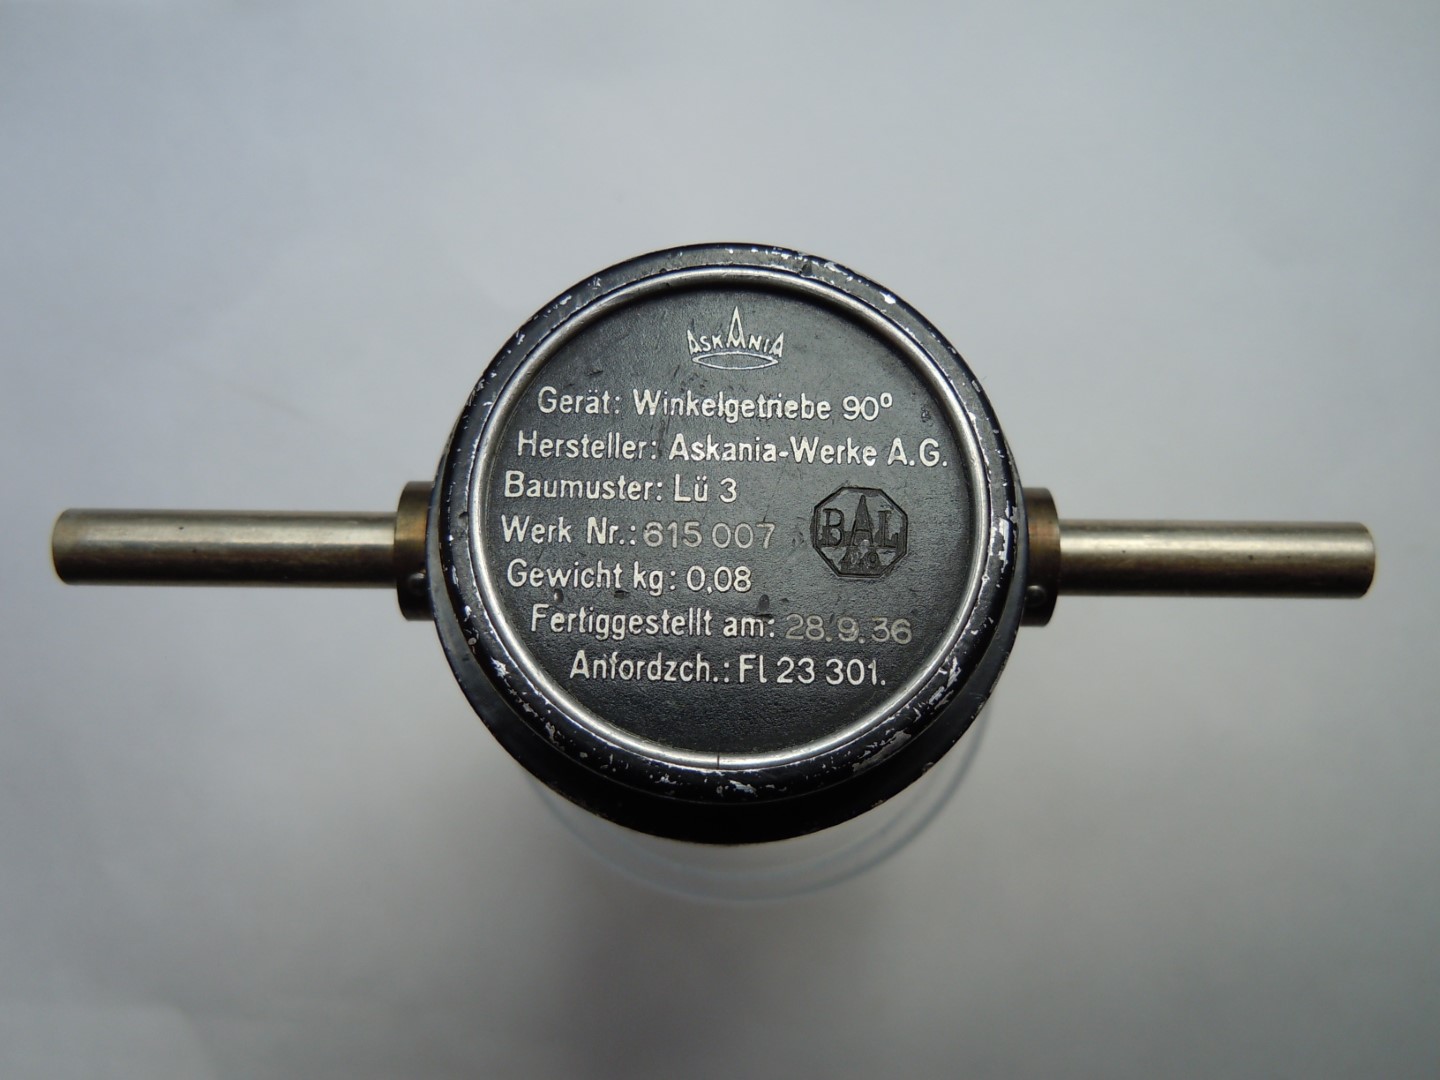 ASKANIA
Gerät: Winkelgetriebe 90°
Hersteller: Askania-Werke A.G.
Baumuster: Lü 3
Werk Nr.: 615 007
BAL
Gewicht kg: 0,08
Fertiggestellt am: 28.9.36
Anfordzch.: Fl 23 301.